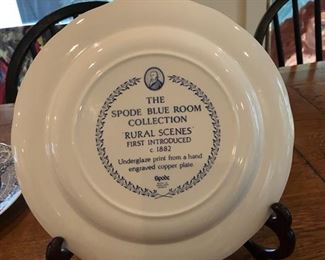 THE
SPODE BLUE ROOM
COLLECTION
'RURAL SCENES'
FIRST INTRODUCED
c 1882
Underglaze print from a hand
engraved copper plate
Spode